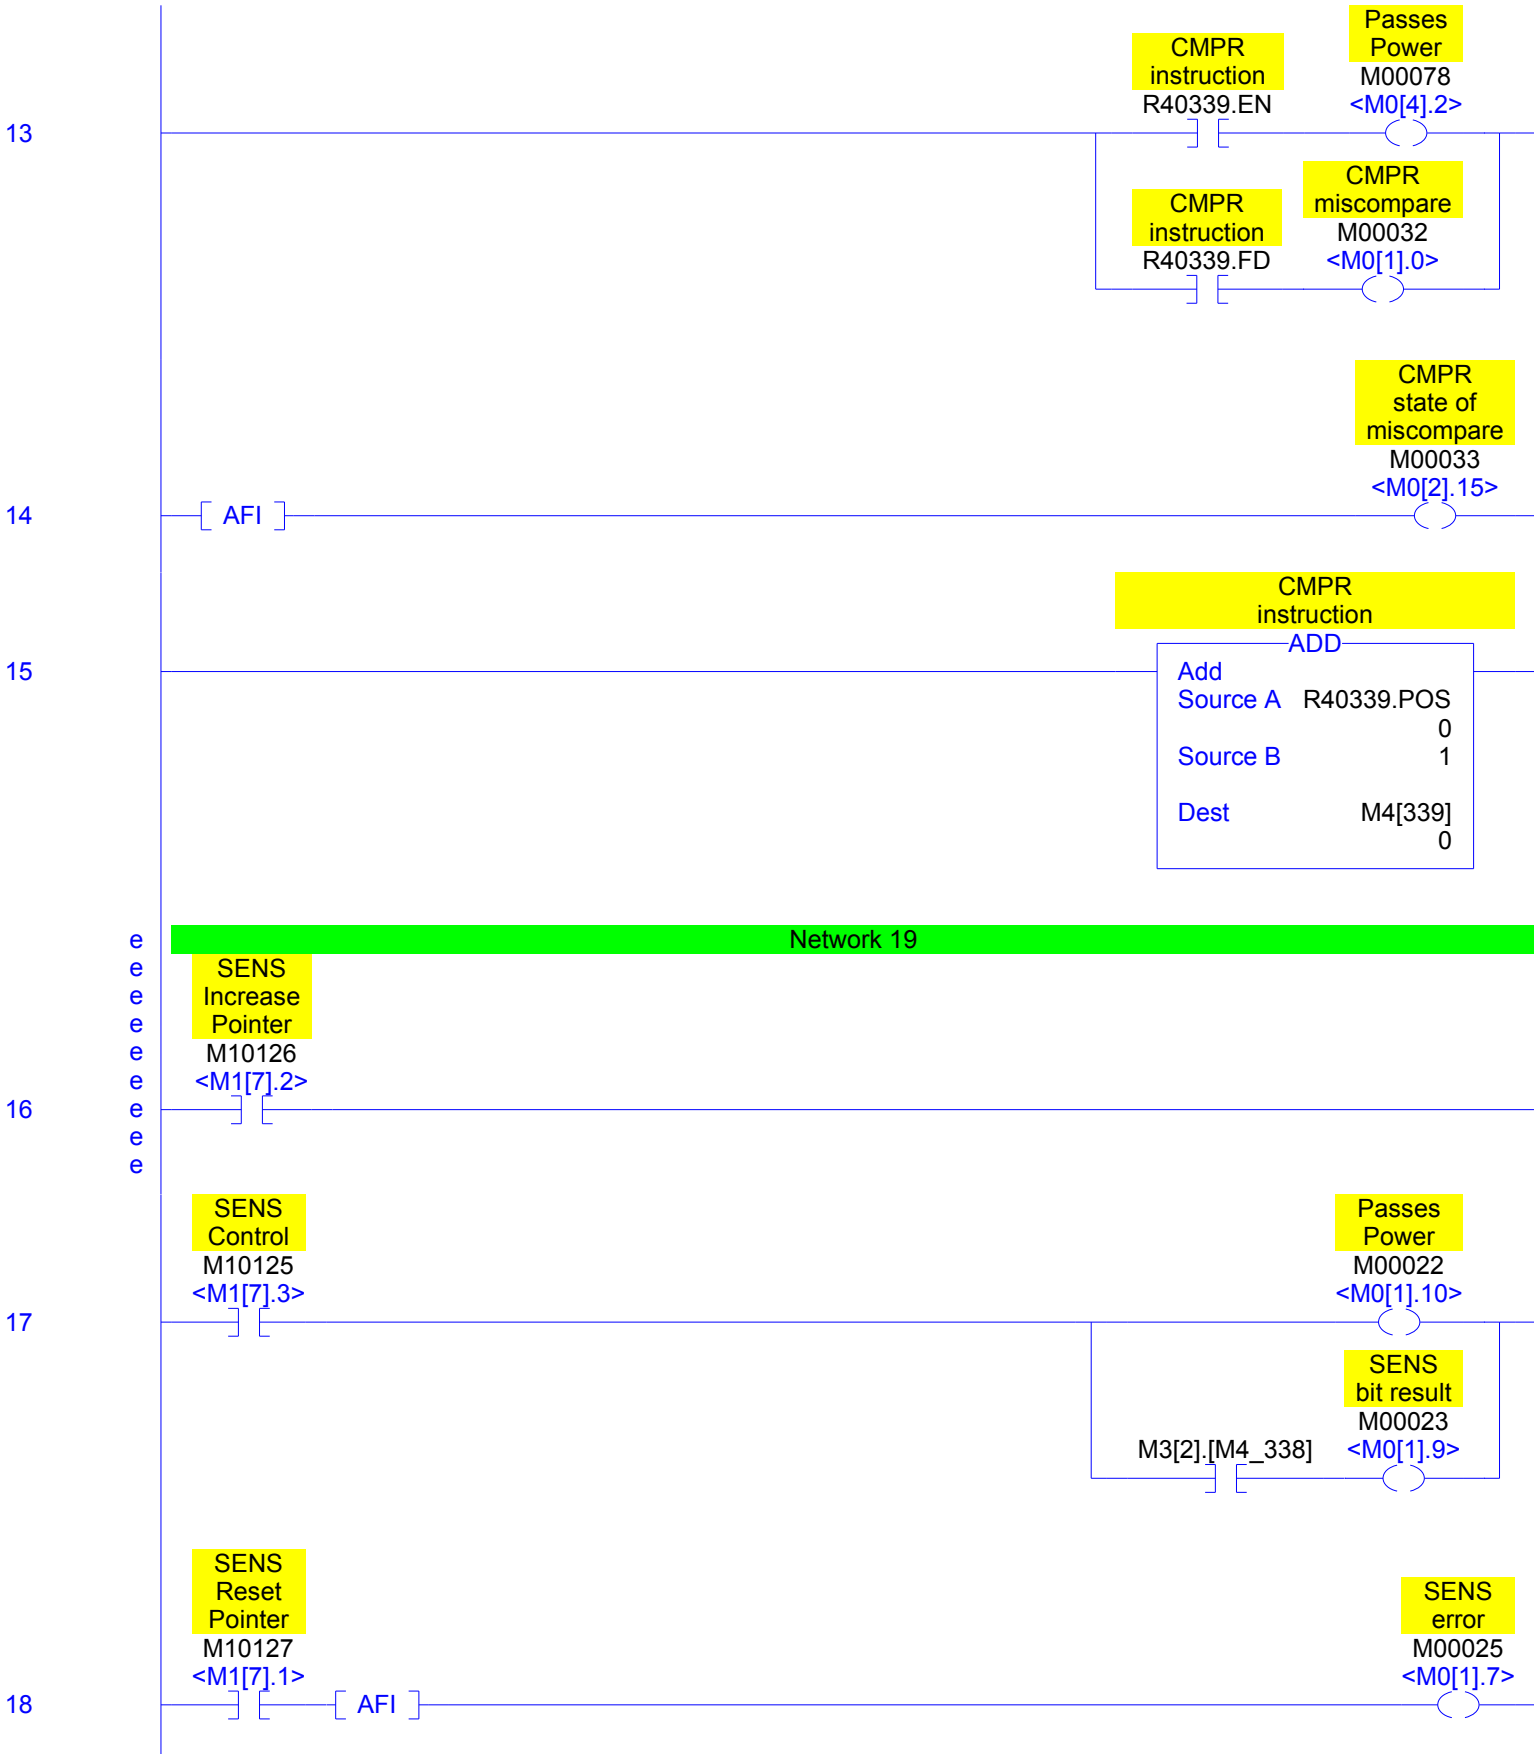 Passes
Power
M00078
<M0[4].2>
CMPR
instruction
R40339.EN
13
CMPR
miscompare
M00032
<M0[1].0>
CMPR
instruction
R40339.FD
CMPR
state of
miscompare
M00033
<M0[2].15>
14
AFI
CMPR
instruction
ADD
15
Add
Source A R40339.POS
0
Source B 1
Dest M4[339]
0
e
Network 19
e
e
e
e
e
e
e
e
SENS
Increase
Pointer
M10126
<M1[7].2>
16
SENS
Control
M10125
<M1[7].3>
17
Passes
Power
M00022
<M0[1].10>
SENS
bit result
M00023
<M0[1].9>
M3[2].[M4_338]
SENS
Reset
Pointer
M10127
<M1[7].1>
18
AFI
SENS
error
M00025
<M0[1].7>